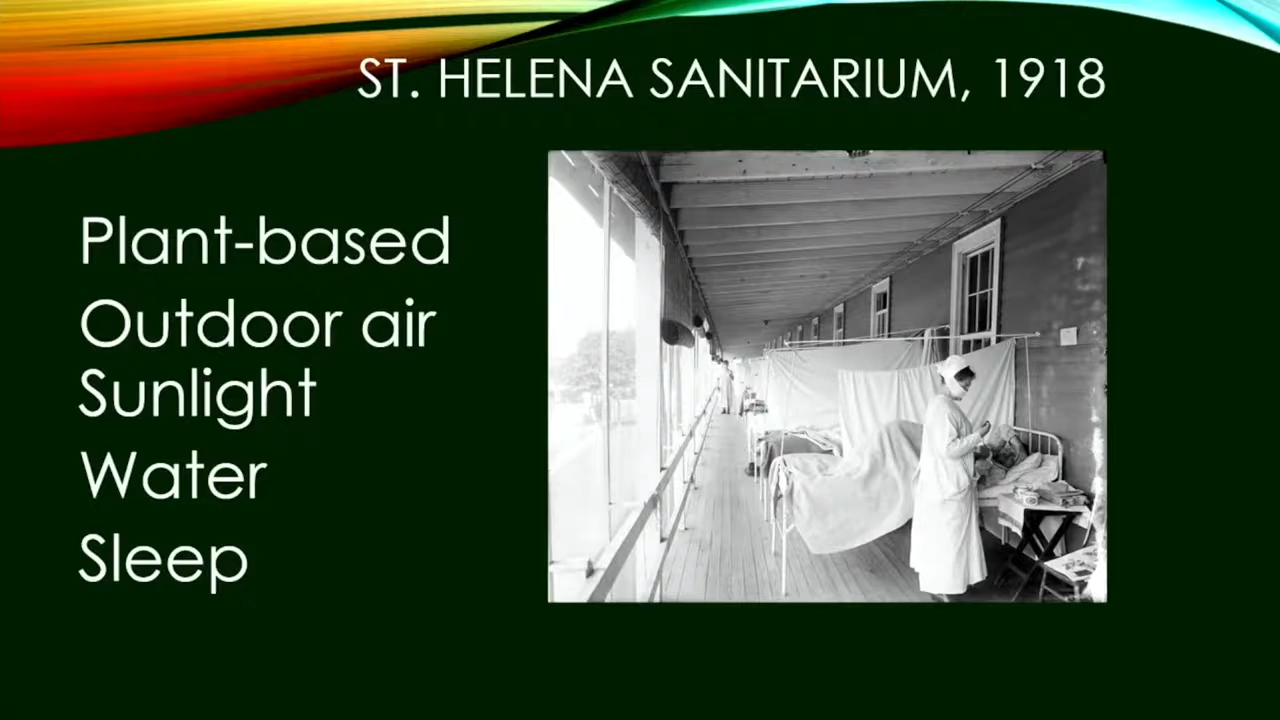 ST. HELENA SANITARIUM, 1918
Plant-based
Outdoor air
Sunlight
Water
Sleep